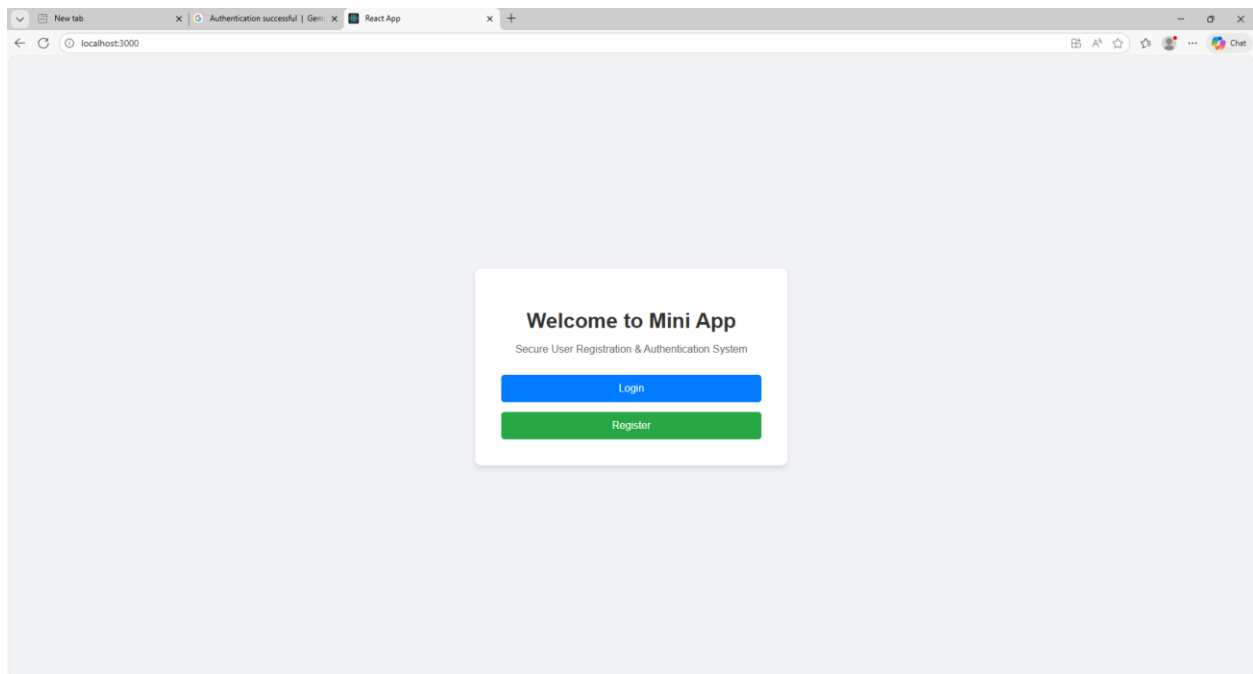 New tab
Authentication successful | Gem
React App
localhost:3000
Chat
Welcome to Mini App
Secure User Registration & Authentication System
Login
Register